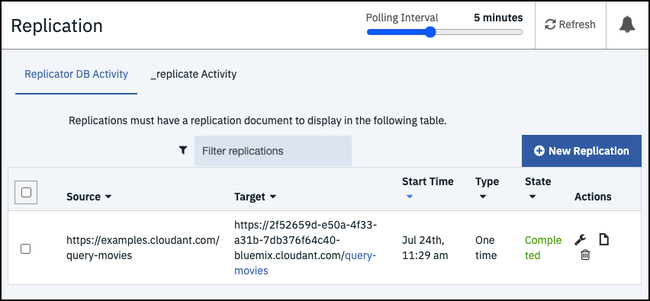 Replication
Polling Interval 5 minutes
Refresh
Replicator DB Activity
_replicate Activity
Replications must have a replication document to display in the following table.
Filter replications
New Replication
Source
Target
Start Time
Type
State
Actions
https://examples.cloudant.com/
query-movies
https://2f52659d-e50a-4f33-
a31b-7db376f64c40-
bluemix.cloudant.com/query-
movies
Jul 24th,
11:29 am
One
time
Comple
ted